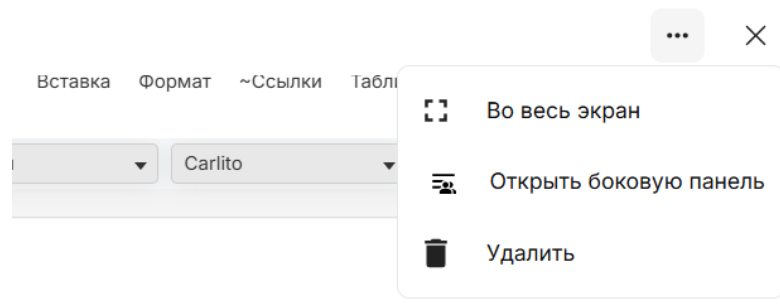 Вставка Формат ~Ссылки
Carlito
Во весь экран
Открыть боковую панель
Удалить